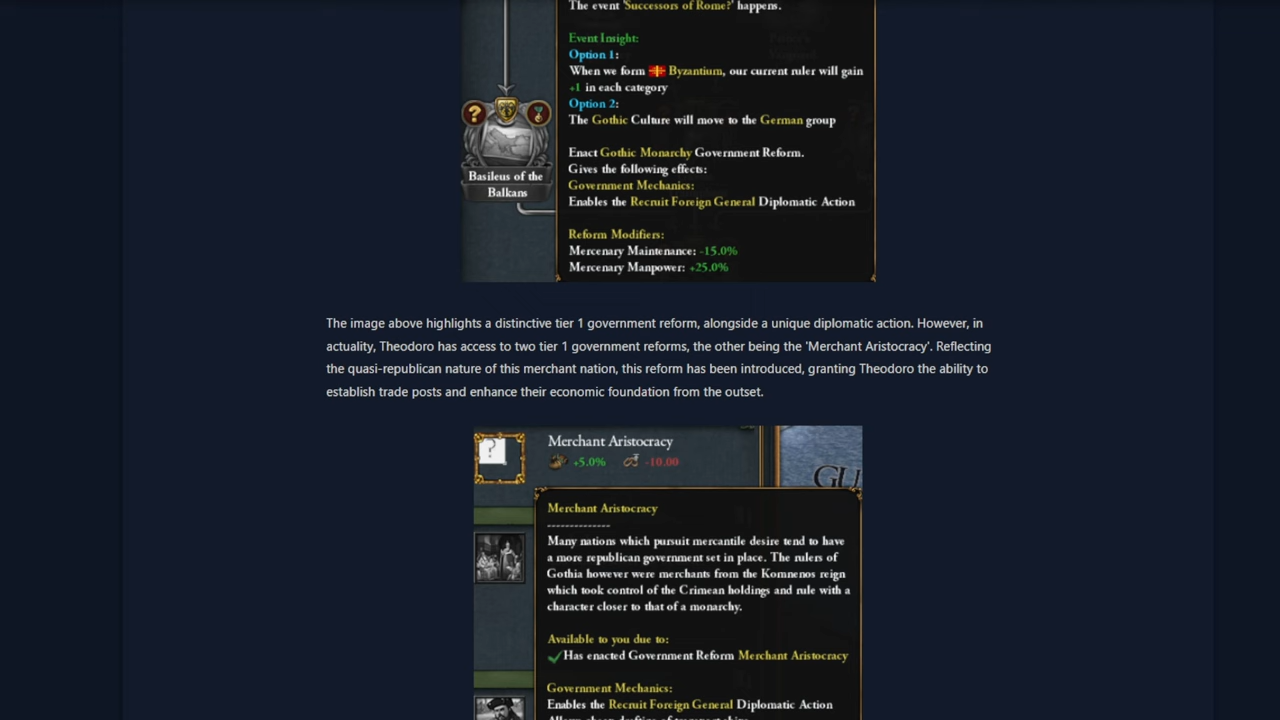 The event 'Successors of Rome?' happens.
Event Insight:
Option 1:
When we form Byzantium, our current ruler will gain
+1 in each category
Option 2:
The Gothic Culture will move to the German group
Enact Gothic Monarchy Government Reform.
Gives the following effects:
Government Mechanics:
Enables the Recruit Foreign General Diplomatic Action
Reform Modifiers:
Mercenary Maintenance: -15.0%
Mercenary Manpower: +25.0%
?
Basileus of the
Balkans
The image above highlights a distinctive tier 1 government reform, alongside a unique diplomatic action. However, in
actuality, Theodoro has access to two tier 1 government reforms, the other being the 'Merchant Aristocracy'. Reflecting
the quasi-republican nature of this merchant nation, this reform has been introduced, granting Theodoro the ability to
establish trade posts and enhance their economic foundation from the outset.
?
Merchant Aristocracy
+5.0% -10.00
GU
Merchant Aristocracy
--------------
Many nations which pursuit mercantile desire tend to have
a more republican government set in place. The rulers of
Gothia however were merchants from the Komnenos reign
which took control of the Crimean holdings and rule with a
character closer to that of a monarchy.
Available to you due to:
Has enacted Government Reform Merchant Aristocracy
Government Mechanics:
Enables the Recruit Foreign General Diplomatic Action